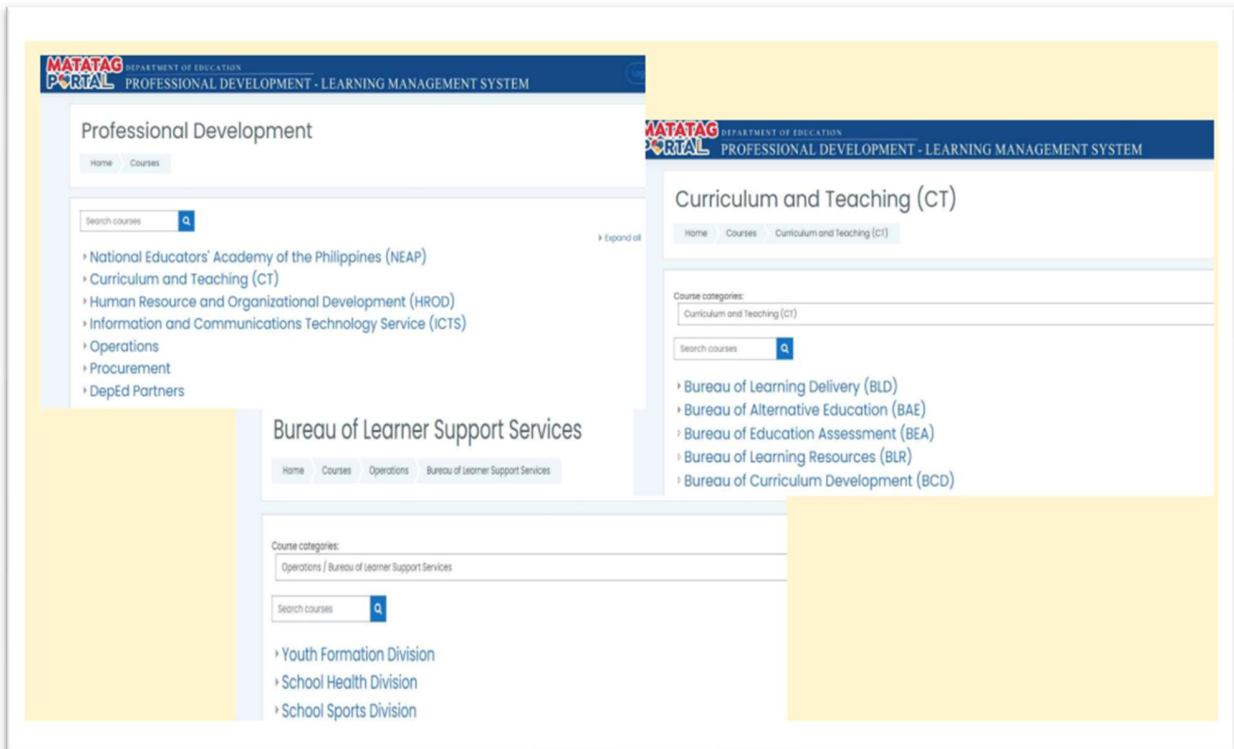 MATATAG
PORTAL
DEPARTMENT OF EDUCATION
PROFESSIONAL DEVELOPMENT - LEARNING MANAGEMENT SYSTEM
Professional Development
Home
Courses
Search courses
Expand all
National Educators' Academy of the Philippines (NEAP)
Curriculum and Teaching (CT)
Human Resource and Organizational Development (HROD)
Information and Communications Technology Service (ICTS)
Operations
Procurement
DepEd Partners
MATATAG
PORTAL
DEPARTMENT OF EDUCATION
PROFESSIONAL DEVELOPMENT - LEARNING MANAGEMENT SYSTEM
Curriculum and Teaching (CT)
Home
Courses
Curriculum and Teaching (CT)
Course categories:
Curriculum and Teaching (CT)
Search courses
Bureau of Learning Delivery (BLD)
Bureau of Alternative Education (BAE)
Bureau of Education Assessment (BEA)
Bureau of Learning Resources (BLR)
Bureau of Curriculum Development (BCD)
Bureau of Learner Support Services
Home
Courses
Operations
Bureau of Learner Support Services
Course categories:
Operations / Bureau of Learner Support Services
Search courses
Youth Formation Division
School Health Division
School Sports Division